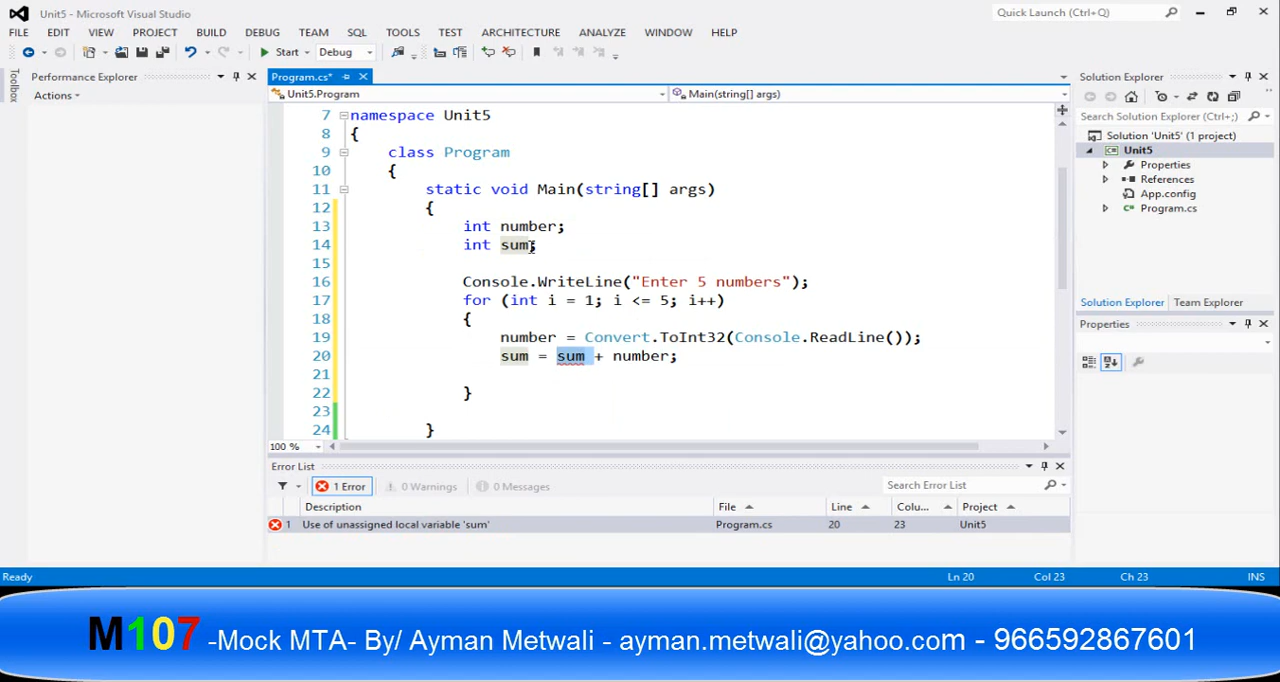 Unit5 - Microsoft Visual Studio
Quick Launch (Ctrl+Q)
FILE EDIT VIEW PROJECT BUILD DEBUG TEAM SQL TOOLS TEST ARCHITECTURE ANALYZE WINDOW HELP
Start Debug
Toolbox
Performance Explorer
Actions
Program.cs*
Unit5.Program
Main(string[] args)
7 namespace Unit5
8 {
9 class Program
10 {
11 static void Main(string[] args)
12 {
13 int number;
14 int sum;
15
16 Console.WriteLine("Enter 5 numbers");
17 for (int i = 1; i <= 5; i++)
18 {
19 number = Convert.ToInt32(Console.ReadLine());
20 sum = sum + number;
21
22 }
23
24 }
100 %
Solution Explorer
Search Solution Explorer (Ctrl+;)
Solution 'Unit5' (1 project)
Unit5
Properties
References
App.config
Program.cs
Solution Explorer Team Explorer
Properties
Error List
1 Error 0 Warnings 0 Messages
Search Error List
Description File Line Colu... Project
1 Use of unassigned local variable 'sum' Program.cs 20 23 Unit5
Ready Ln 20 Col 23 Ch 23 INS
M107 -Mock MTA- By/ Ayman Metwali - ayman.metwali@yahoo.com - 966592867601